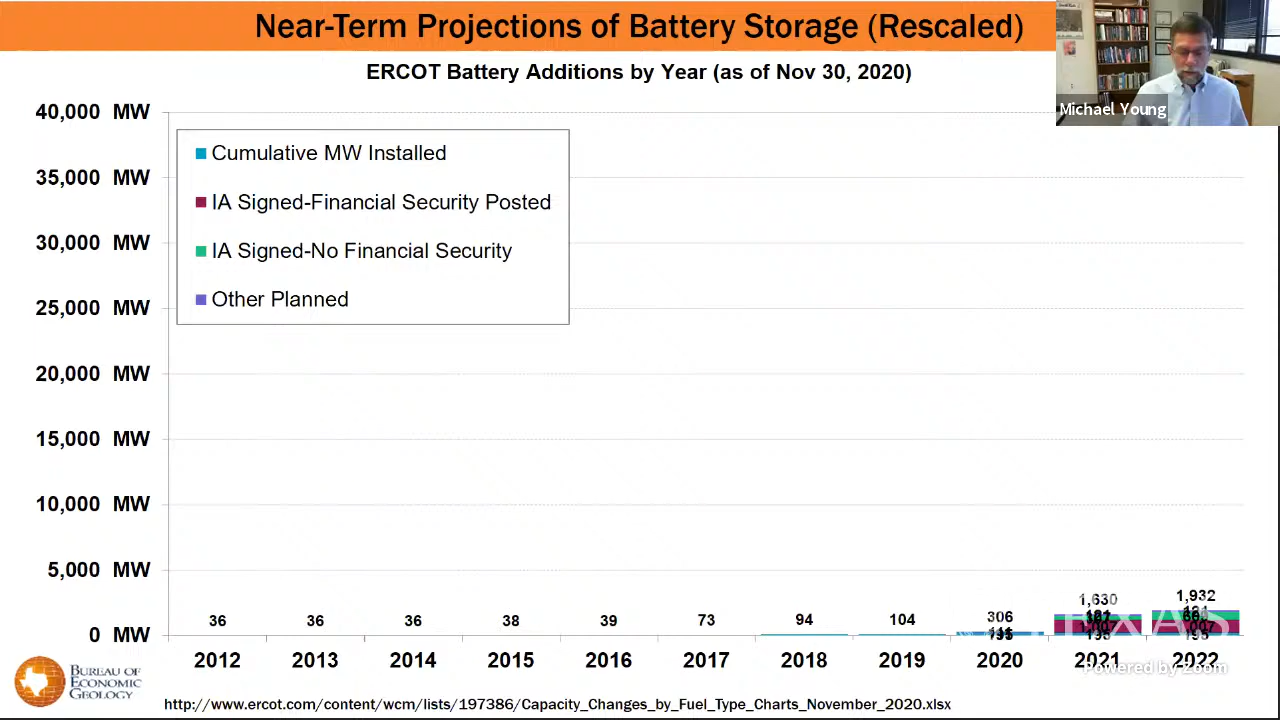 Near-Term Projections of Battery Storage (Rescaled)
Michael Young
ERCOT Battery Additions by Year (as of Nov 30, 2020)
40,000 MW
35,000 MW
30,000 MW
25,000 MW
20,000 MW
15,000 MW
10,000 MW
5,000 MW
0 MW
Cumulative MW Installed
IA Signed-Financial Security Posted
IA Signed-No Financial Security
Other Planned
36 36 36 38 39 73 94 104 306 1,630 1,932
2012 2013 2014 2015 2016 2017 2018 2019 2020 2021 2022
TEXAS
Powered by Zoom
BUREAU OF
ECONOMIC
GEOLOGY
http://www.ercot.com/content/wcm/lists/197386/Capacity_Changes_by_Fuel_Type_Charts_November_2020.xlsx